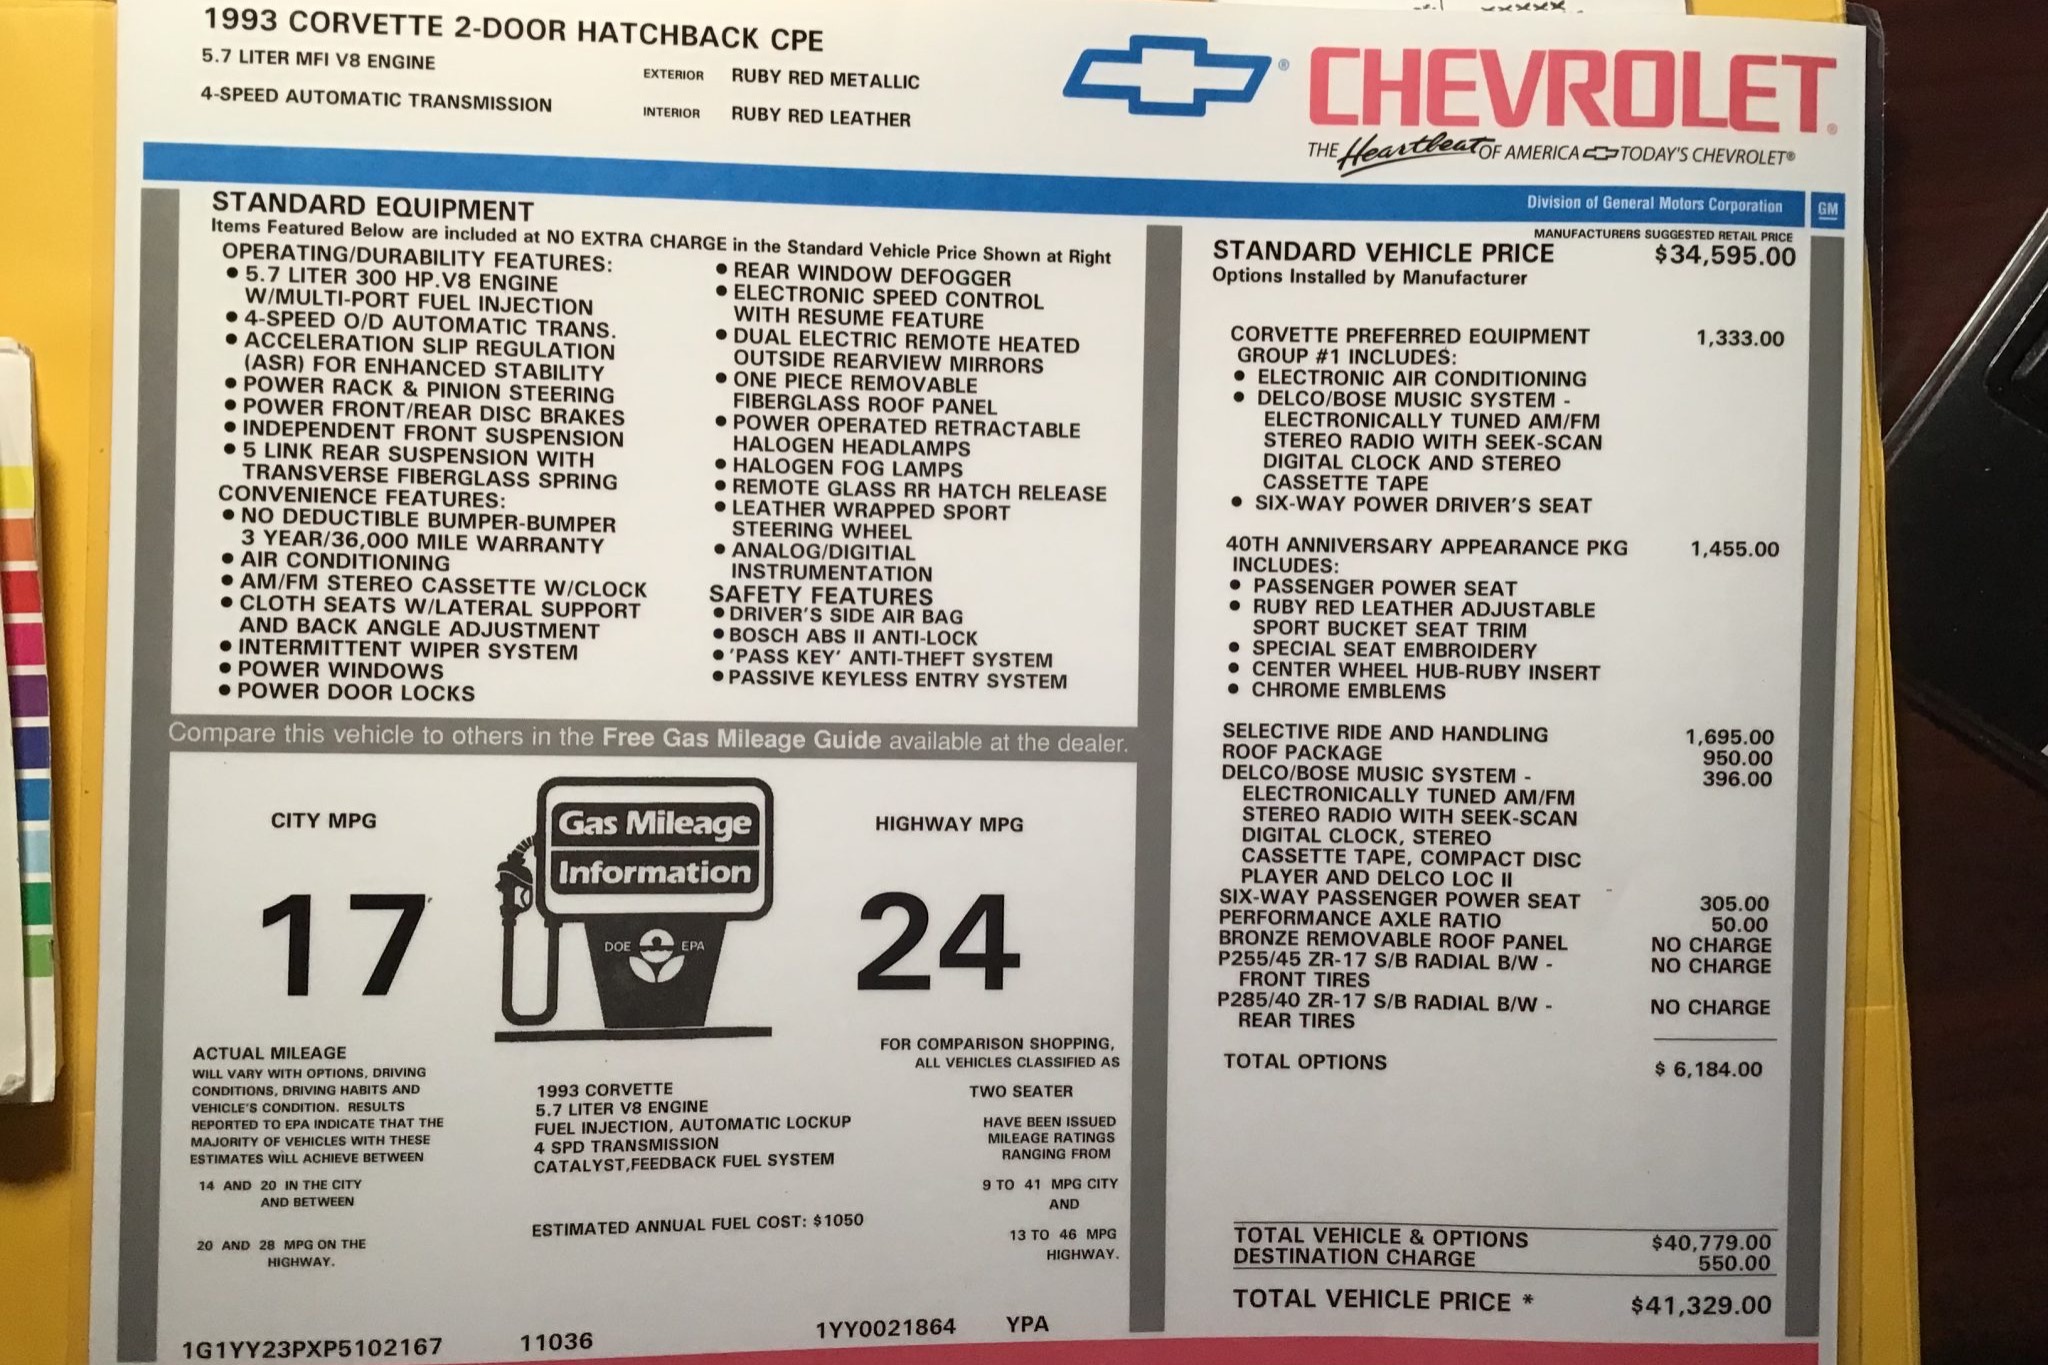 1993 CORVETTE 2-DOOR HATCHBACK CPE
5.7 LITER MFI V8 ENGINE
4-SPEED AUTOMATIC TRANSMISSION
EXTERIOR RUBY RED METALLIC
INTERIOR RUBY RED LEATHER
® CHEVROLET®
THE Heartbeat OF AMERICA TODAY'S CHEVROLET®
Division of General Motors Corporation GM
STANDARD EQUIPMENT
Items Featured Below are included at NO EXTRA CHARGE in the Standard Vehicle Price Shown at Right
OPERATING/DURABILITY FEATURES:
● 5.7 LITER 300 HP.V8 ENGINE
W/MULTI-PORT FUEL INJECTION
● 4-SPEED O/D AUTOMATIC TRANS.
● ACCELERATION SLIP REGULATION
(ASR) FOR ENHANCED STABILITY
● POWER RACK & PINION STEERING
● POWER FRONT/REAR DISC BRAKES
● INDEPENDENT FRONT SUSPENSION
● 5 LINK REAR SUSPENSION WITH
TRANSVERSE FIBERGLASS SPRING
CONVENIENCE FEATURES:
● NO DEDUCTIBLE BUMPER-BUMPER
3 YEAR/36,000 MILE WARRANTY
● AIR CONDITIONING
● AM/FM STEREO CASSETTE W/CLOCK
● CLOTH SEATS W/LATERAL SUPPORT
AND BACK ANGLE ADJUSTMENT
● INTERMITTENT WIPER SYSTEM
● POWER WINDOWS
● POWER DOOR LOCKS
● REAR WINDOW DEFOGGER
● ELECTRONIC SPEED CONTROL
WITH RESUME FEATURE
● DUAL ELECTRIC REMOTE HEATED
OUTSIDE REARVIEW MIRRORS
● ONE PIECE REMOVABLE
FIBERGLASS ROOF PANEL
● POWER OPERATED RETRACTABLE
HALOGEN HEADLAMPS
● HALOGEN FOG LAMPS
● REMOTE GLASS RR HATCH RELEASE
● LEATHER WRAPPED SPORT
STEERING WHEEL
● ANALOG/DIGITIAL
INSTRUMENTATION
SAFETY FEATURES
● DRIVER'S SIDE AIR BAG
● BOSCH ABS II ANTI-LOCK
● 'PASS KEY' ANTI-THEFT SYSTEM
● PASSIVE KEYLESS ENTRY SYSTEM
Compare this vehicle to others in the Free Gas Mileage Guide available at the dealer.
CITY MPG
17
Gas Mileage
Information
DOE EPA
HIGHWAY MPG
24
ACTUAL MILEAGE
WILL VARY WITH OPTIONS, DRIVING
CONDITIONS, DRIVING HABITS AND
VEHICLE'S CONDITION. RESULTS
REPORTED TO EPA INDICATE THAT THE
MAJORITY OF VEHICLES WITH THESE
ESTIMATES WILL ACHIEVE BETWEEN
14 AND 20 IN THE CITY
AND BETWEEN
20 AND 28 MPG ON THE
HIGHWAY.
1993 CORVETTE
5.7 LITER V8 ENGINE
FUEL INJECTION, AUTOMATIC LOCKUP
4 SPD TRANSMISSION
CATALYST,FEEDBACK FUEL SYSTEM
ESTIMATED ANNUAL FUEL COST: $1050
FOR COMPARISON SHOPPING,
ALL VEHICLES CLASSIFIED AS
TWO SEATER
HAVE BEEN ISSUED
MILEAGE RATINGS
RANGING FROM
9 TO 41 MPG CITY
AND
13 TO 46 MPG
HIGHWAY.
1G1YY23PXP5102167 11036 1YY0021864 YPA
MANUFACTURERS SUGGESTED RETAIL PRICE
STANDARD VEHICLE PRICE $34,595.00
Options Installed by Manufacturer
CORVETTE PREFERRED EQUIPMENT 1,333.00
GROUP #1 INCLUDES:
● ELECTRONIC AIR CONDITIONING
● DELCO/BOSE MUSIC SYSTEM -
ELECTRONICALLY TUNED AM/FM
STEREO RADIO WITH SEEK-SCAN
DIGITAL CLOCK AND STEREO
CASSETTE TAPE
● SIX-WAY POWER DRIVER'S SEAT
40TH ANNIVERSARY APPEARANCE PKG 1,455.00
INCLUDES:
● PASSENGER POWER SEAT
● RUBY RED LEATHER ADJUSTABLE
SPORT BUCKET SEAT TRIM
● SPECIAL SEAT EMBROIDERY
● CENTER WHEEL HUB-RUBY INSERT
● CHROME EMBLEMS
SELECTIVE RIDE AND HANDLING 1,695.00
ROOF PACKAGE 950.00
DELCO/BOSE MUSIC SYSTEM - 396.00
ELECTRONICALLY TUNED AM/FM
STEREO RADIO WITH SEEK-SCAN
DIGITAL CLOCK, STEREO
CASSETTE TAPE, COMPACT DISC
PLAYER AND DELCO LOC II
SIX-WAY PASSENGER POWER SEAT 305.00
PERFORMANCE AXLE RATIO 50.00
BRONZE REMOVABLE ROOF PANEL NO CHARGE
P255/45 ZR-17 S/B RADIAL B/W - NO CHARGE
FRONT TIRES
P285/40 ZR-17 S/B RADIAL B/W - NO CHARGE
REAR TIRES
TOTAL OPTIONS $ 6,184.00
TOTAL VEHICLE & OPTIONS $40,779.00
DESTINATION CHARGE 550.00
TOTAL VEHICLE PRICE * $41,329.00